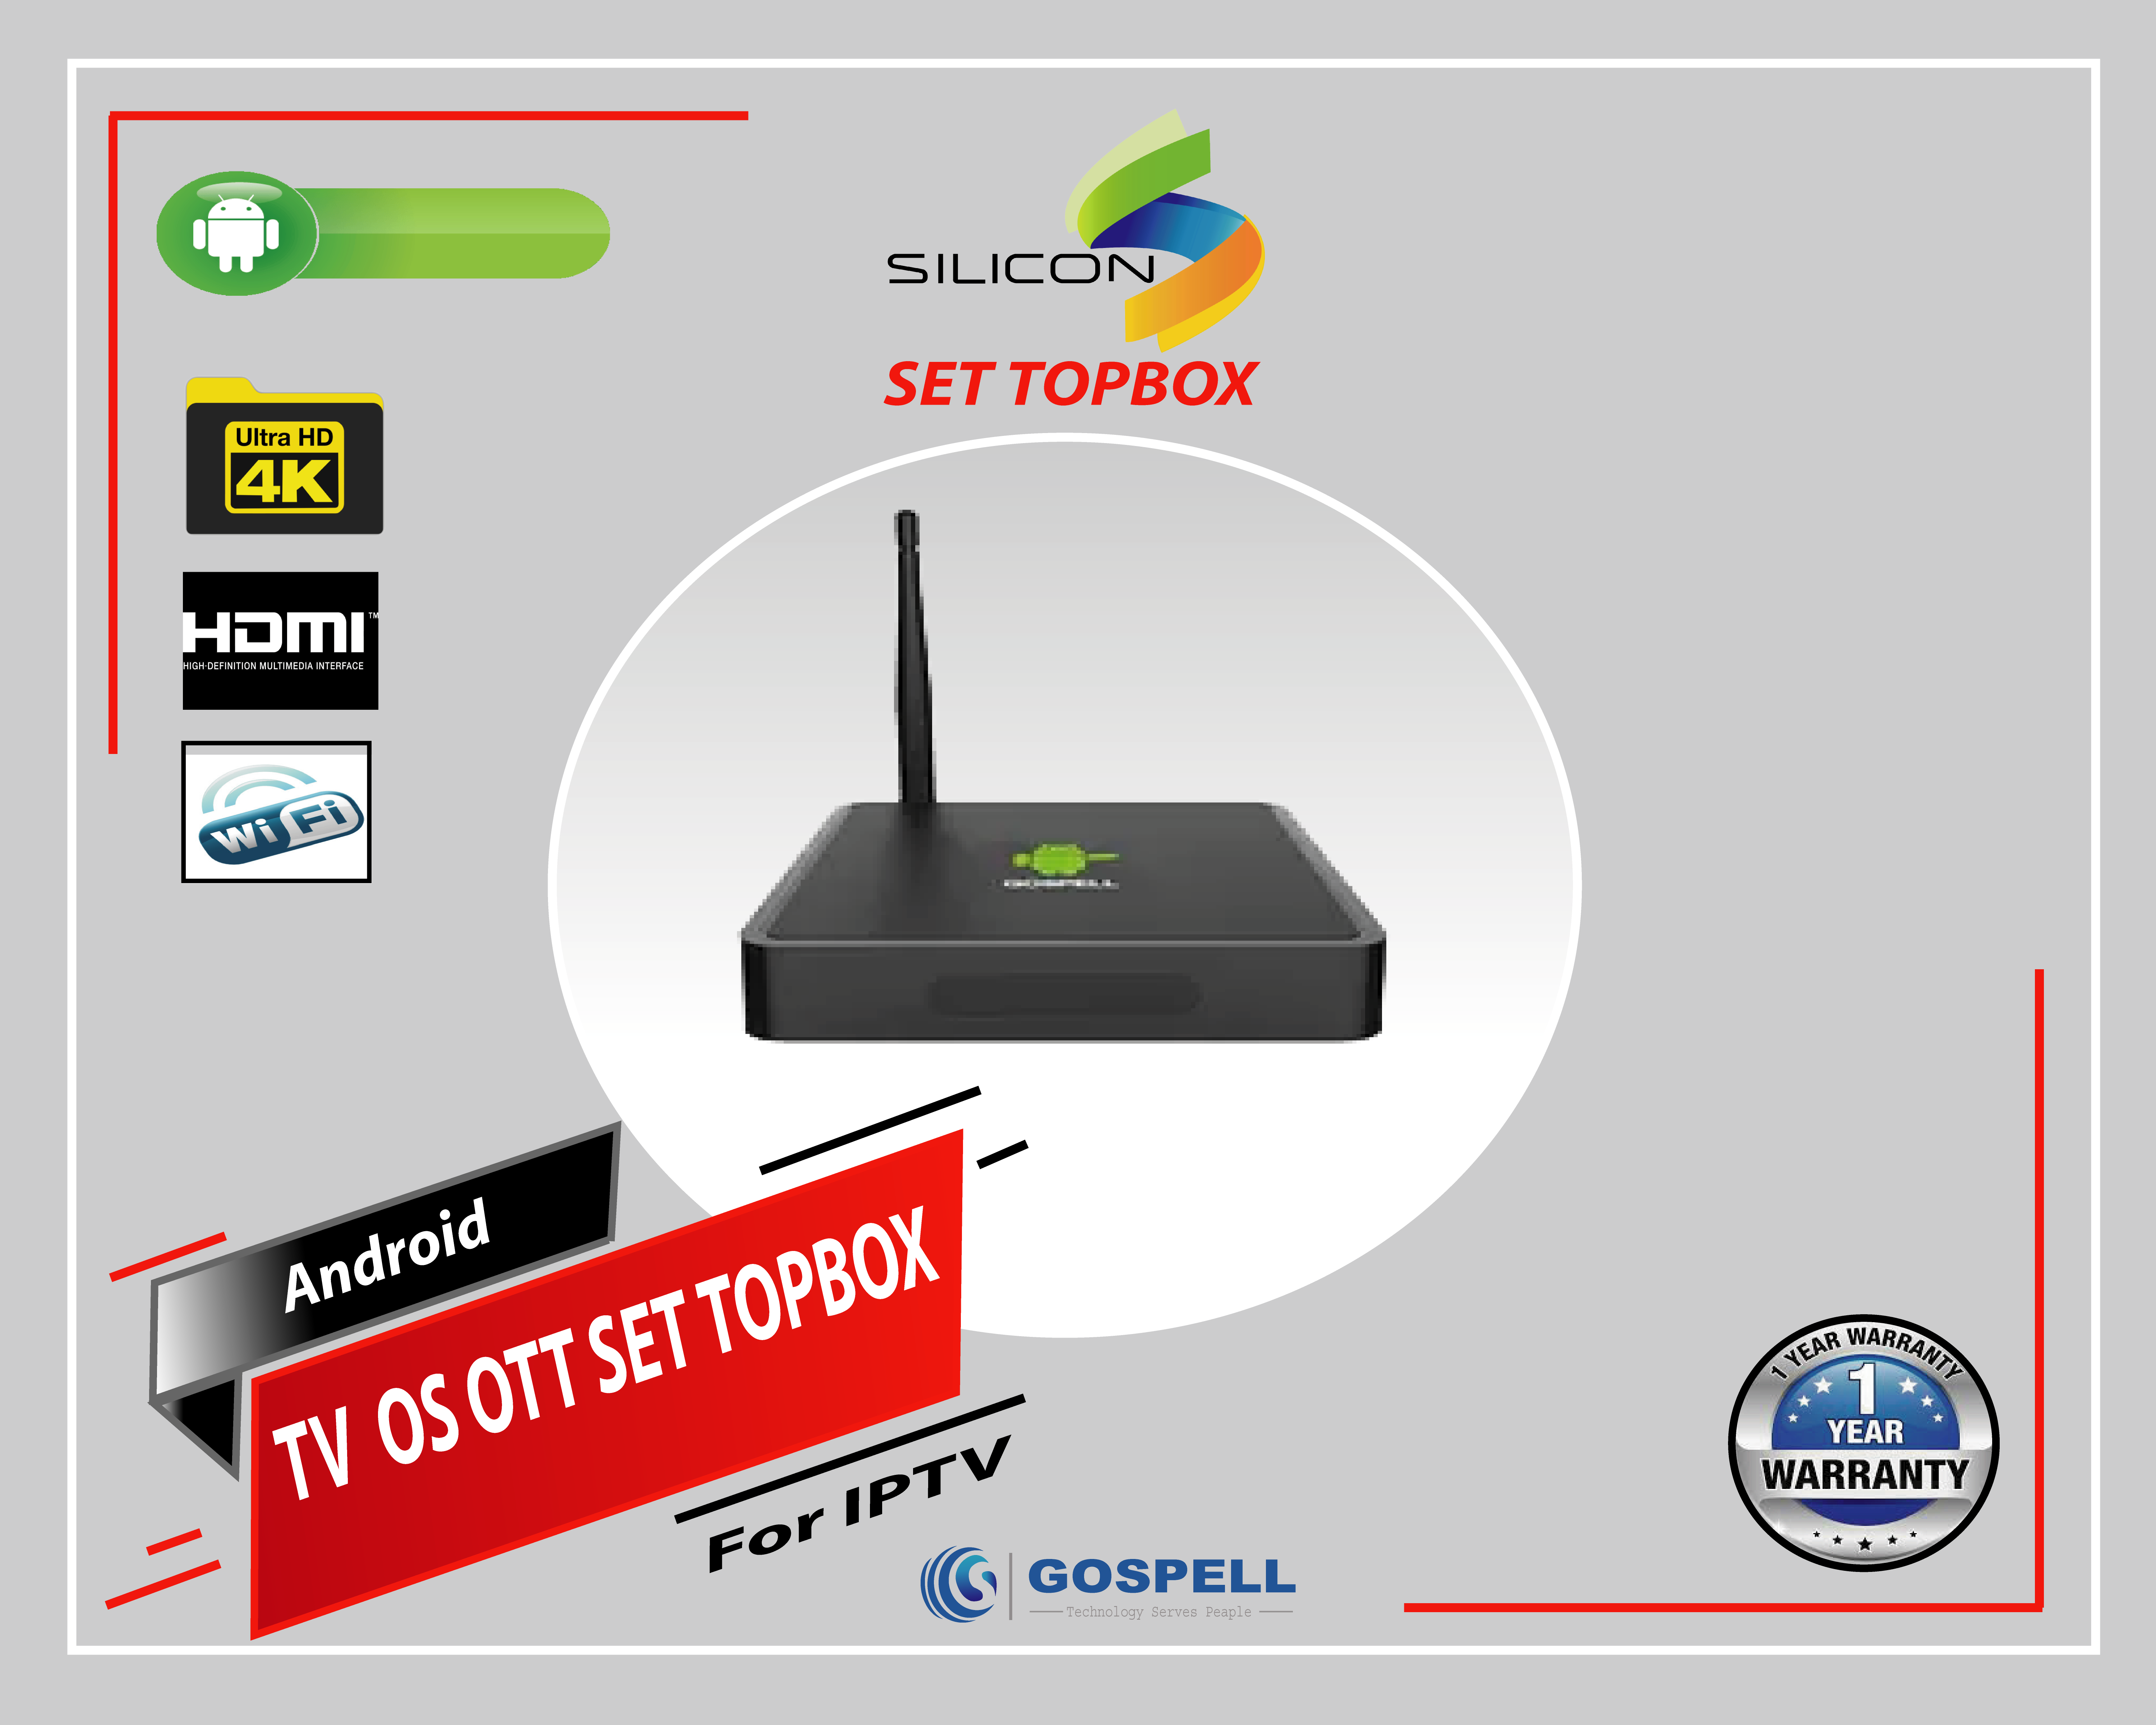 SILICON
SET TOPBOX
Ultra HD
4K
HDMI™
HIGH-DEFINITION MULTIMEDIA INTERFACE
Wi Fi
Android
TV OS OTT SET TOPBOX
For IPTV
GOSPELL
Technology Serves Peaple
1 YEAR WARRANTY
1
YEAR
WARRANTY